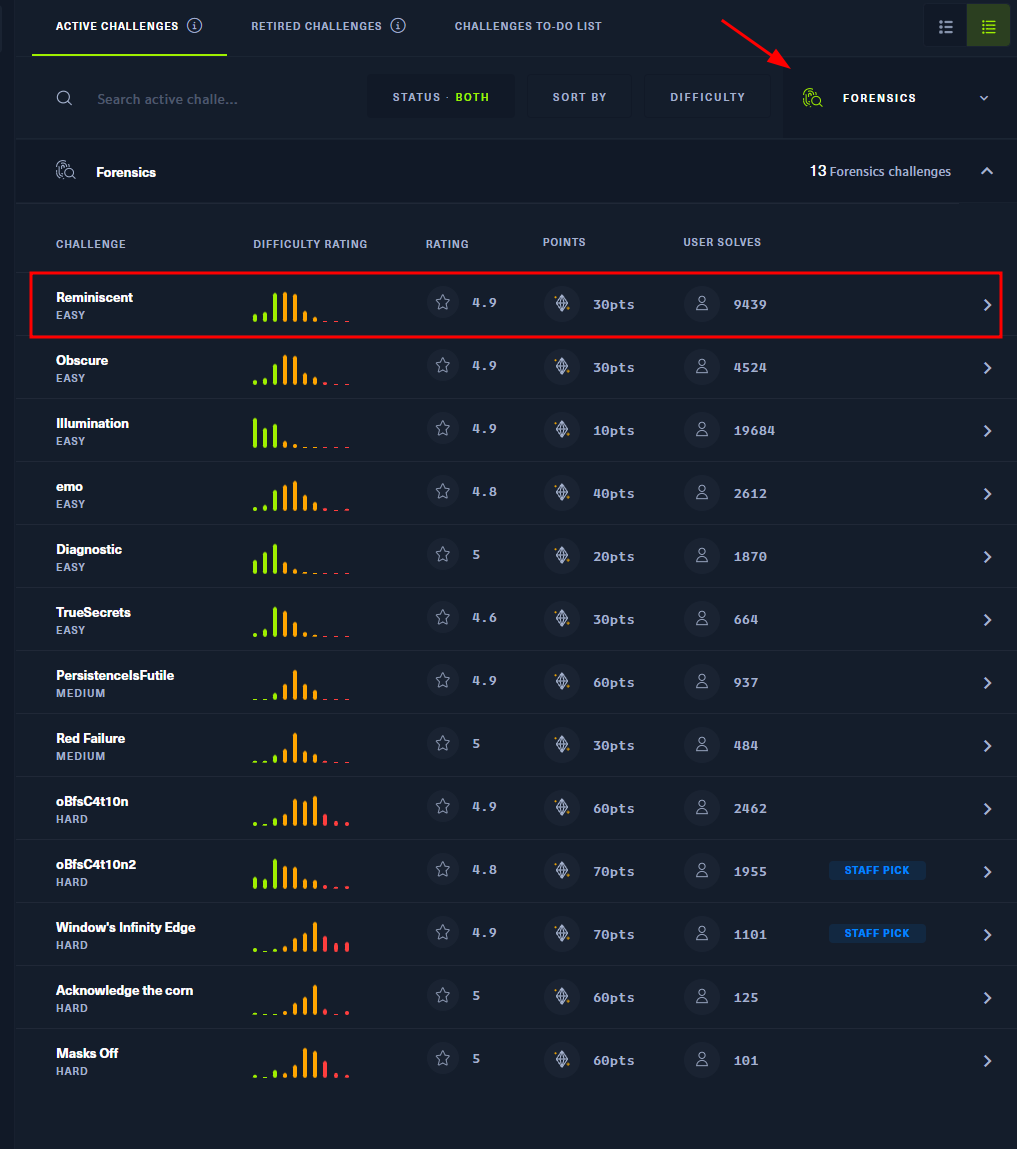 ACTIVE CHALLENGES RETIRED CHALLENGES CHALLENGES TO-DO LIST
Search active challe... STATUS · BOTH SORT BY DIFFICULTY FORENSICS
Forensics 13 Forensics challenges
CHALLENGE DIFFICULTY RATING RATING POINTS USER SOLVES
Reminiscent 4.9 30pts 9439
EASY
Obscure 4.9 30pts 4524
EASY
Illumination 4.9 10pts 19684
EASY
emo 4.8 40pts 2612
EASY
Diagnostic 5 20pts 1870
EASY
TrueSecrets 4.6 30pts 664
EASY
PersistenceIsFutile 4.9 60pts 937
MEDIUM
Red Failure 5 30pts 484
MEDIUM
oBfsC4t10n 4.9 60pts 2462
HARD
oBfsC4t10n2 4.8 70pts 1955 STAFF PICK
HARD
Window's Infinity Edge 4.9 70pts 1101 STAFF PICK
HARD
Acknowledge the corn 5 60pts 125
HARD
Masks Off 5 60pts 101
HARD